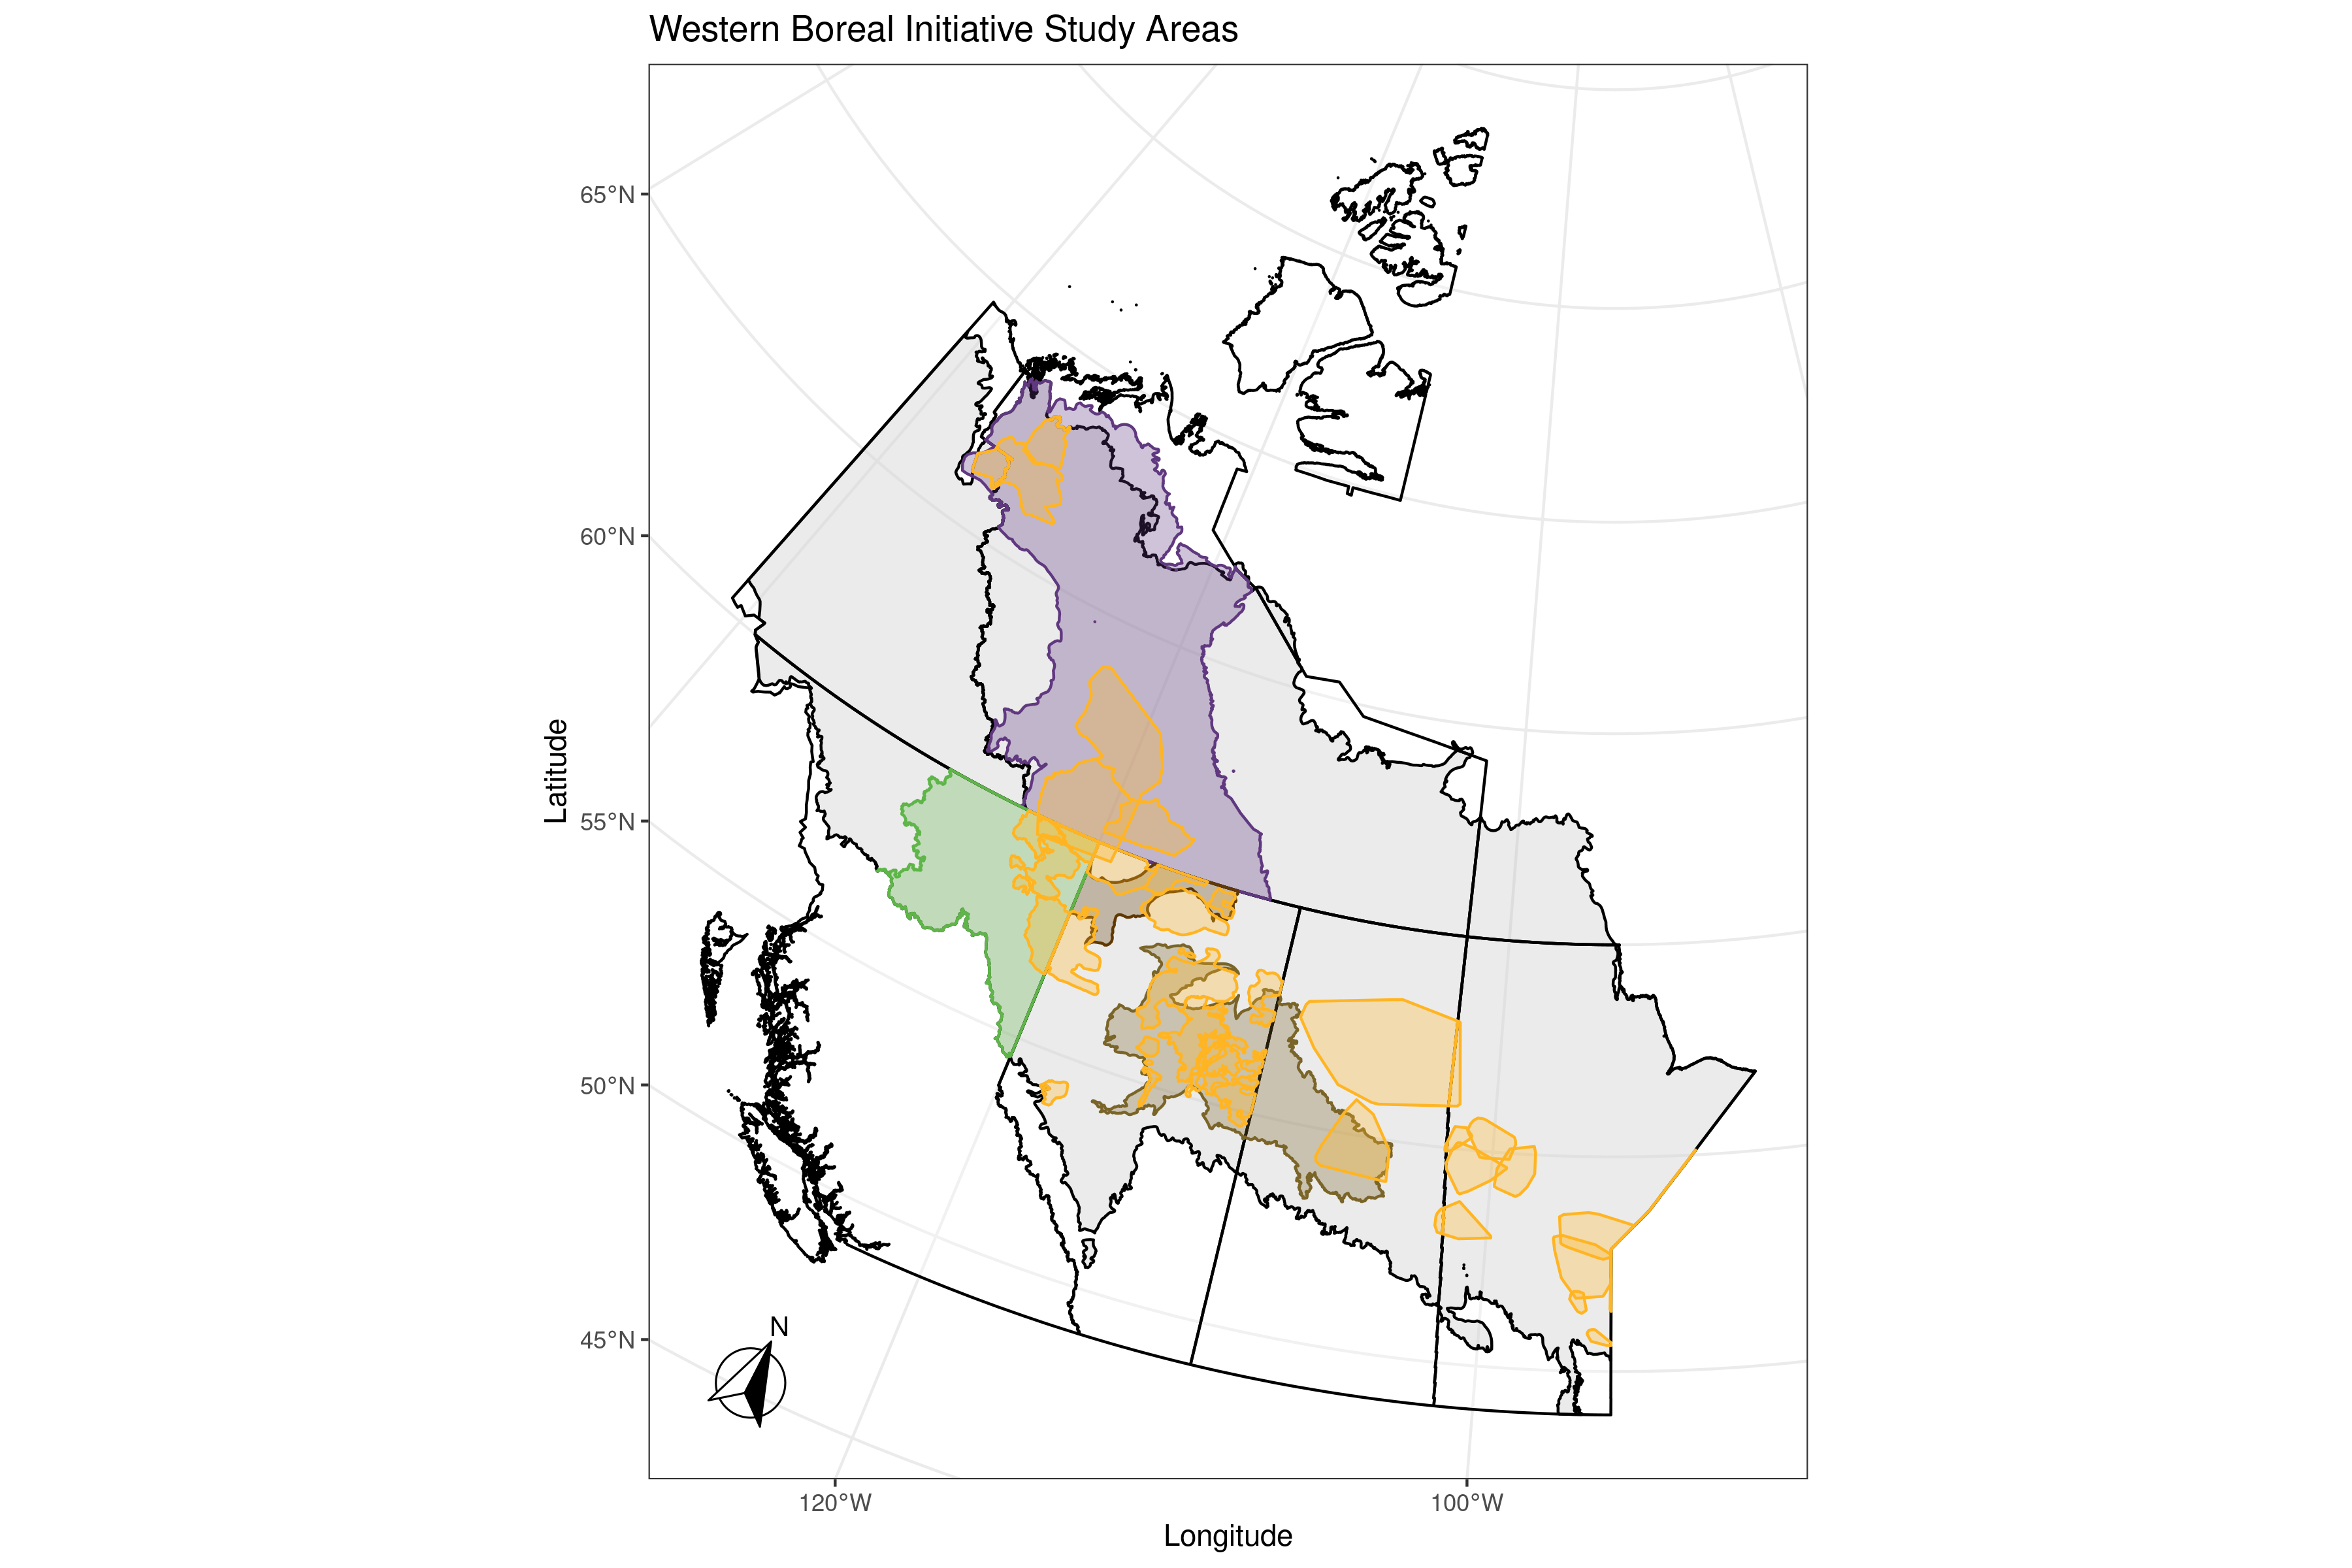 Western Boreal Initiative Study Areas
65°N
60°N
55°N
50°N
45°N
Latitude
N
120°W
100°W
Longitude